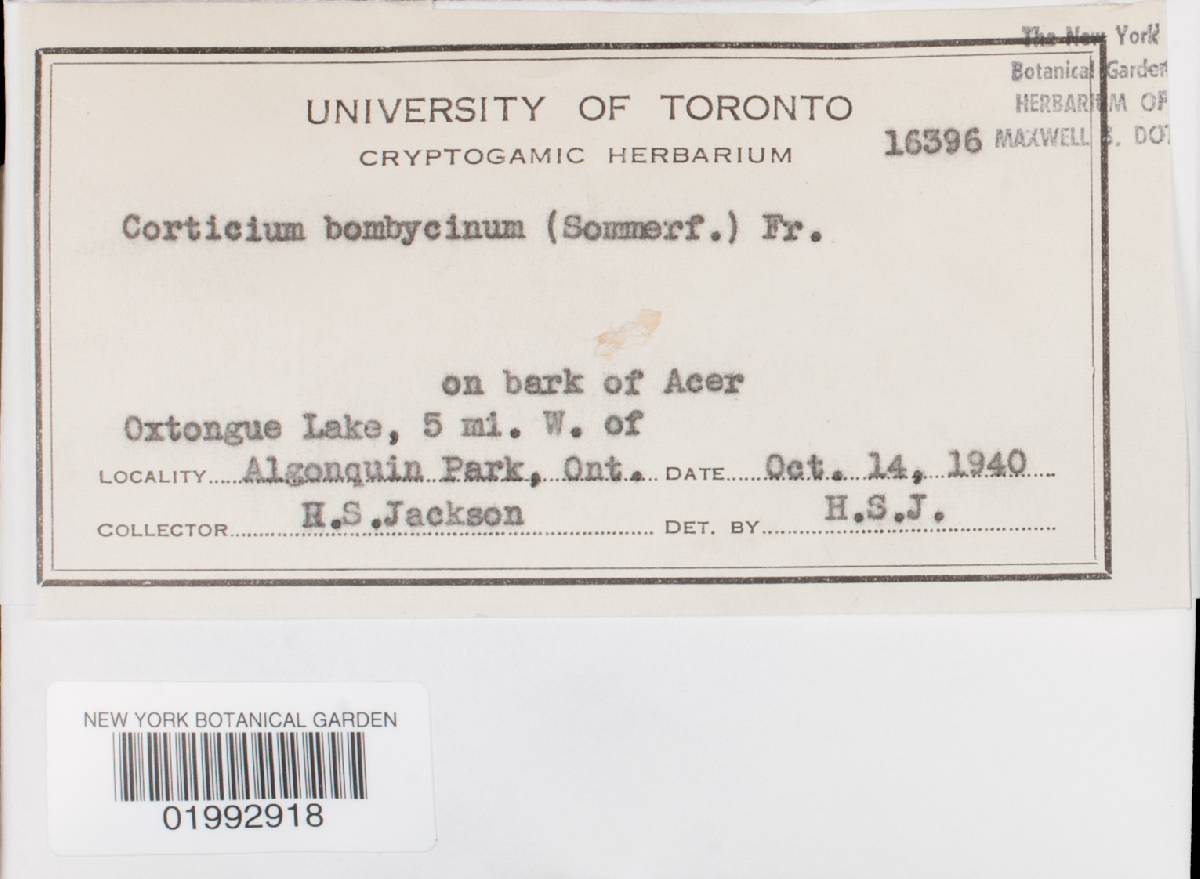 The New York
Botanical Garden
HERBARIUM OF
MAXWELL S. DOT
UNIVERSITY OF TORONTO
CRYPTOGAMIC HERBARIUM
16396
Corticium bombycinum (Sommerf.) Fr.
on bark of Acer
Oxtongue Lake, 5 mi. W. of
LOCALITY Algonquin Park, Ont. DATE Oct. 14, 1940
COLLECTOR H.S.Jackson DET. BY H.S.J.
NEW YORK BOTANICAL GARDEN
01992918